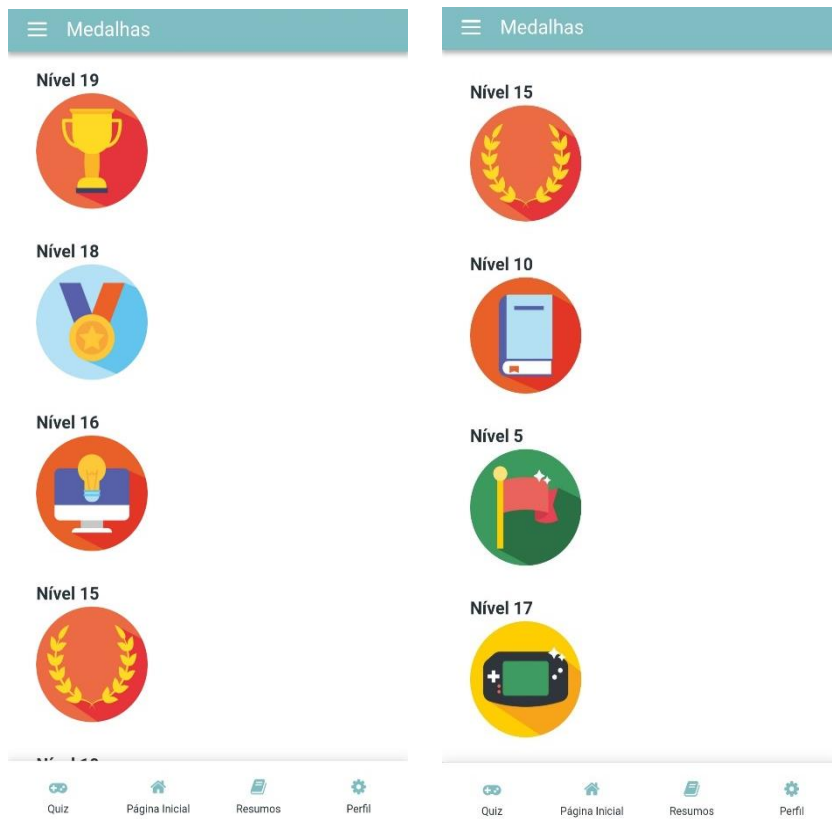 Medalhas
Nível 19
Nível 18
Nível 16
Nível 15
Quiz
Página Inicial
Resumos
Perfil
Medalhas
Nível 15
Nível 10
Nível 5
Nível 17
Quiz
Página Inicial
Resumos
Perfil